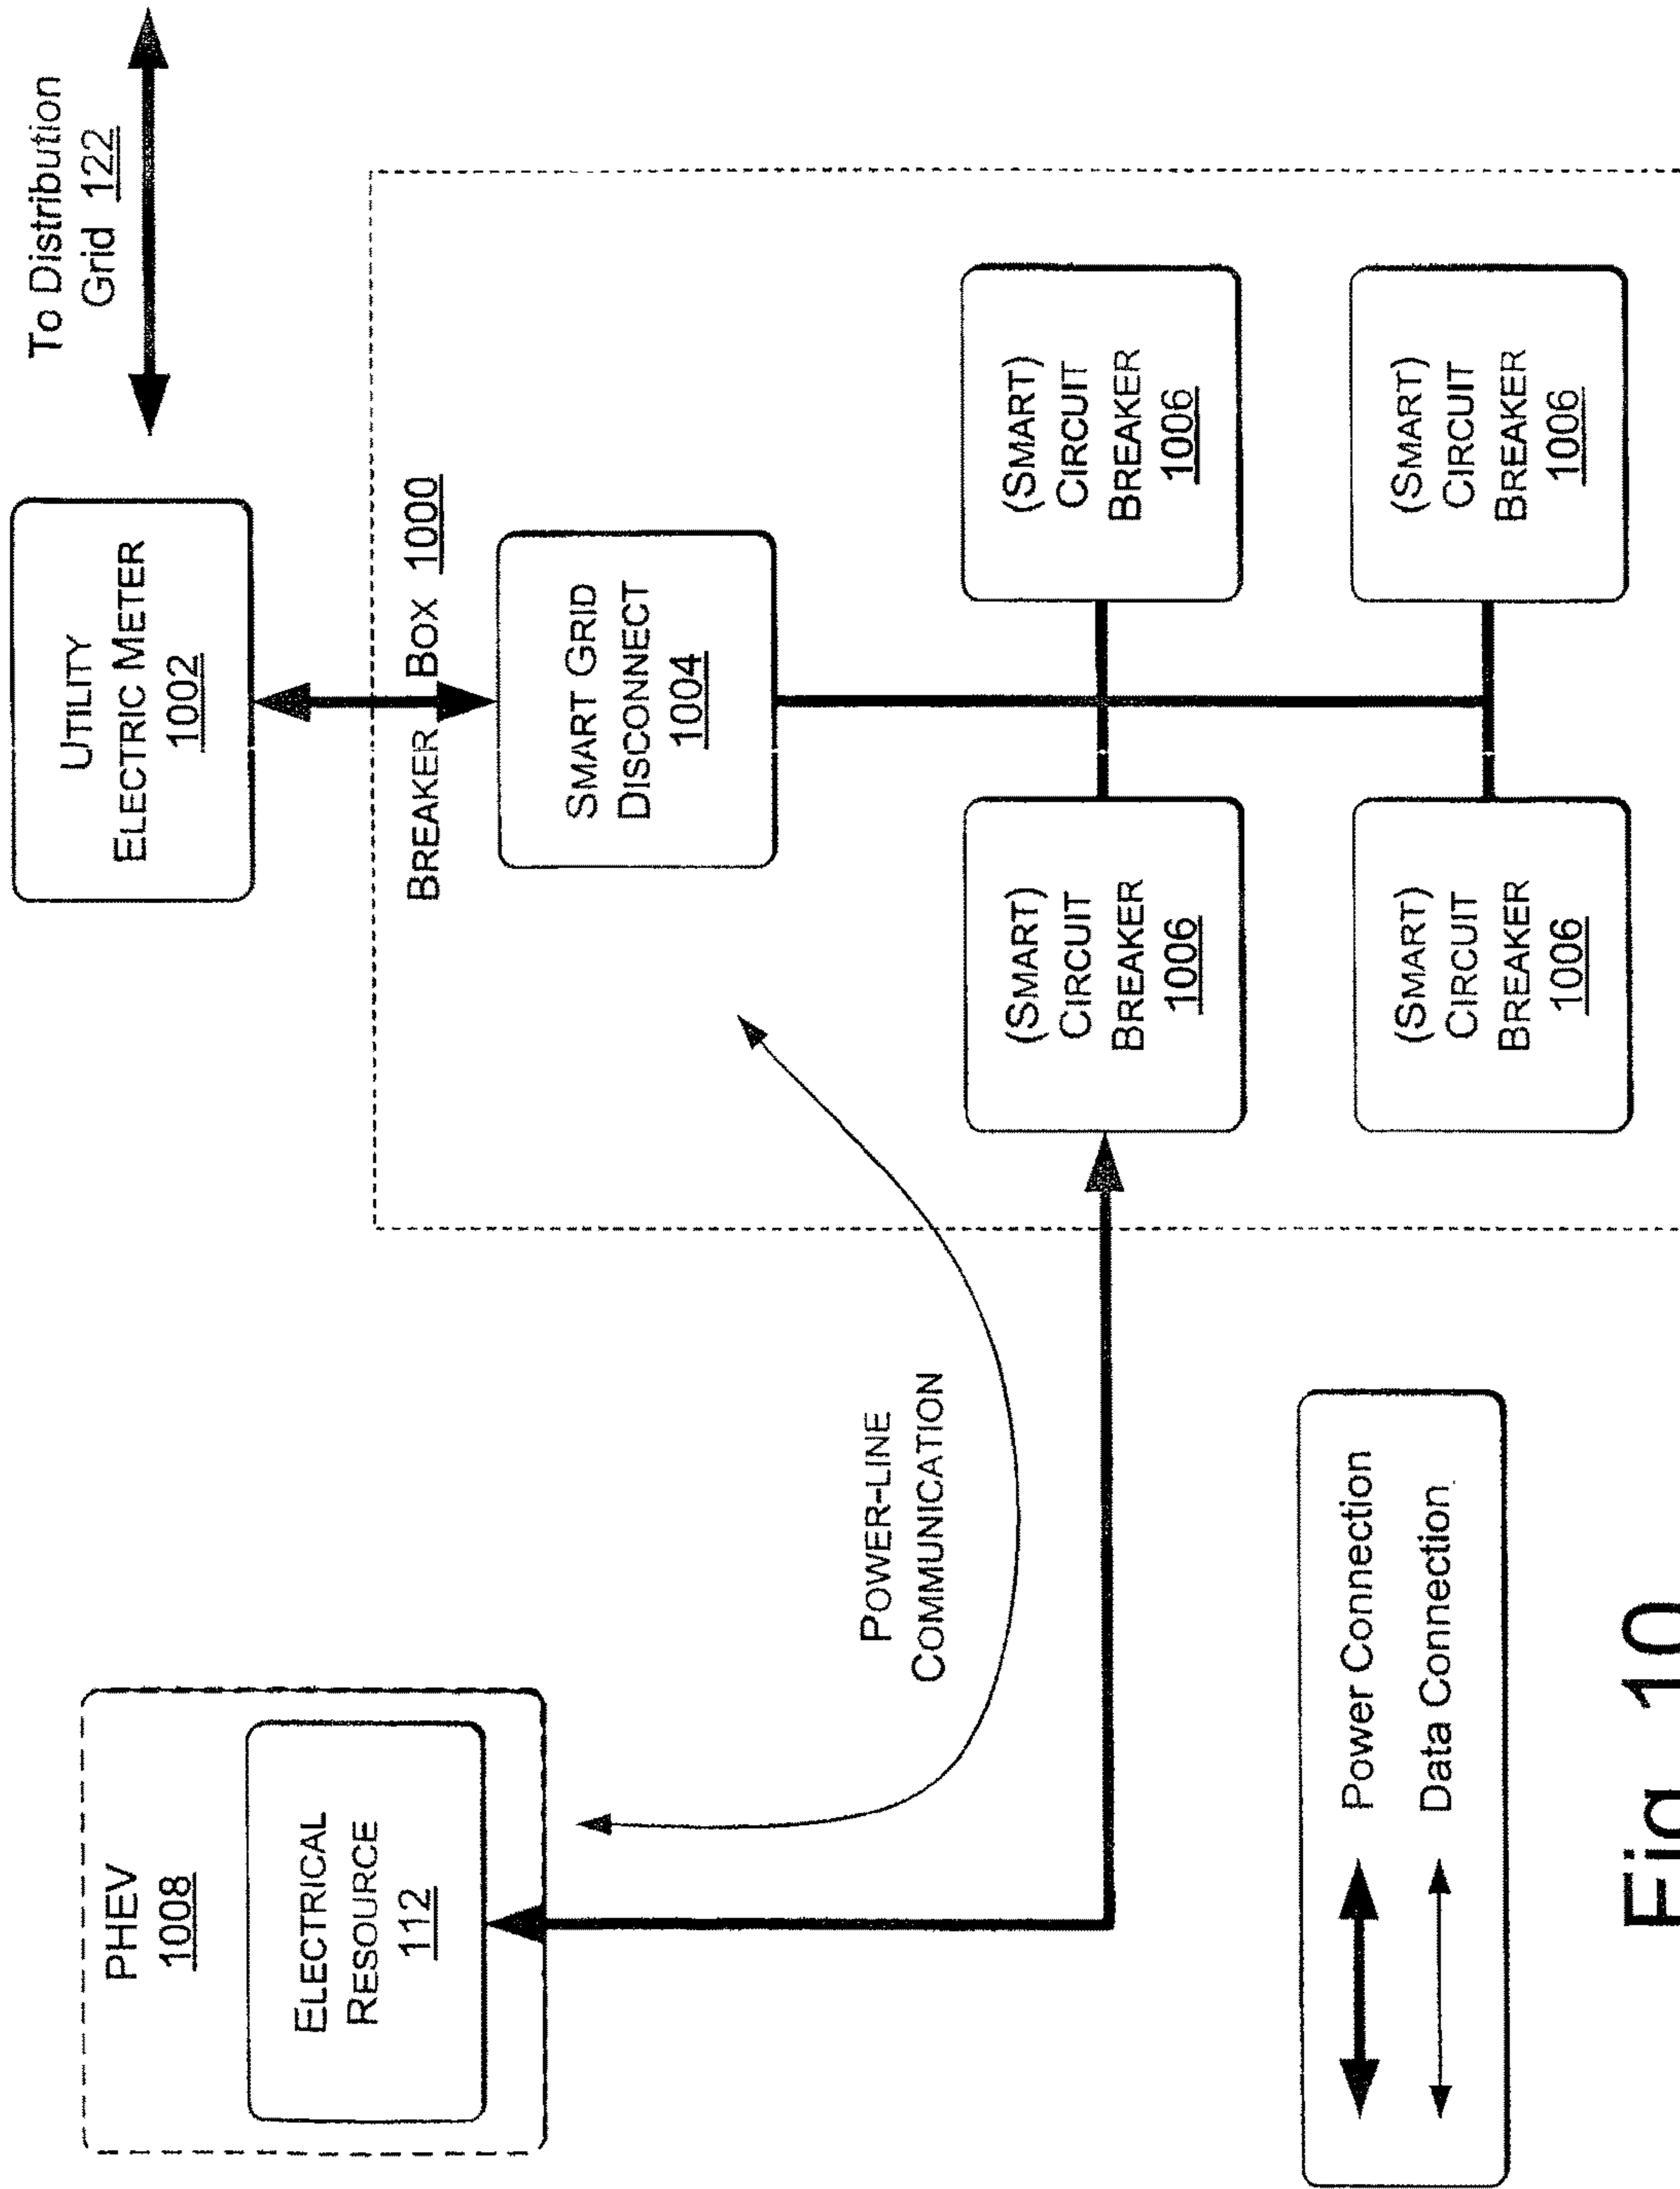 PHEV
1008
ELECTRICAL
RESOURCE
112
UTILITY
ELECTRIC METER
1002
To Distribution
Grid 122
BREAKER BOX 1000
SMART GRID
DISCONNECT
1004
POWER-LINE
COMMUNICATION
(SMART)
CIRCUIT
BREAKER
1006
(SMART)
CIRCUIT
BREAKER
1006
(SMART)
CIRCUIT
BREAKER
1006
(SMART)
CIRCUIT
BREAKER
1006
Power Connection
Data Connection
Fig. 10